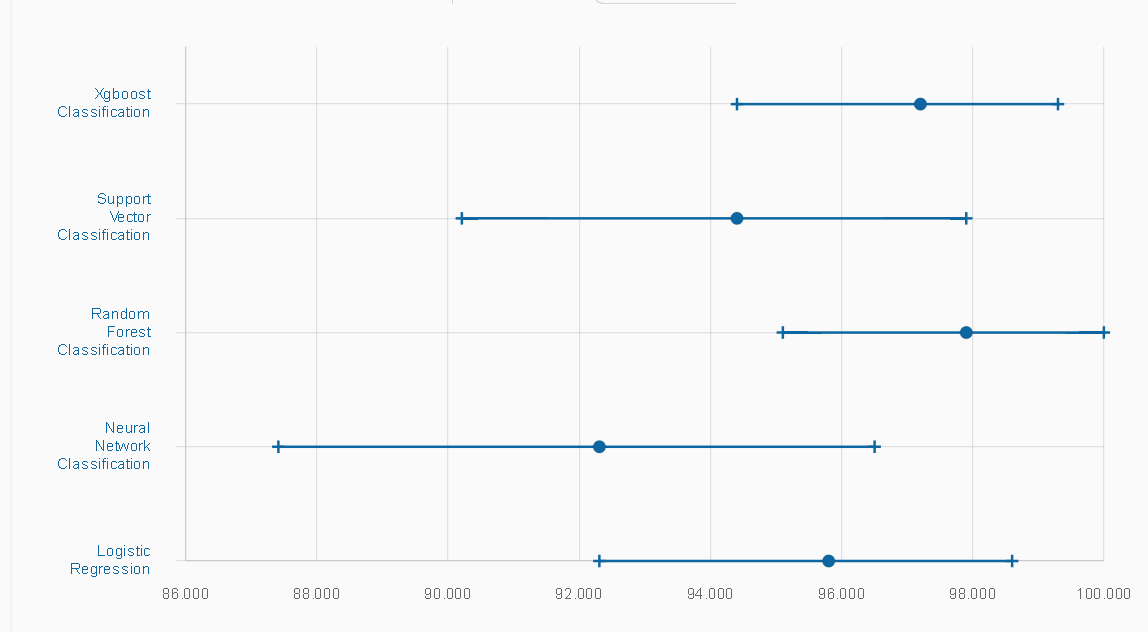 Xgboost
Classification
Support
Vector
Classification
Random
Forest
Classification
Neural
Network
Classification
Logistic
Regression
86.000 88.000 90.000 92.000 94.000 96.000 98.000 100.000